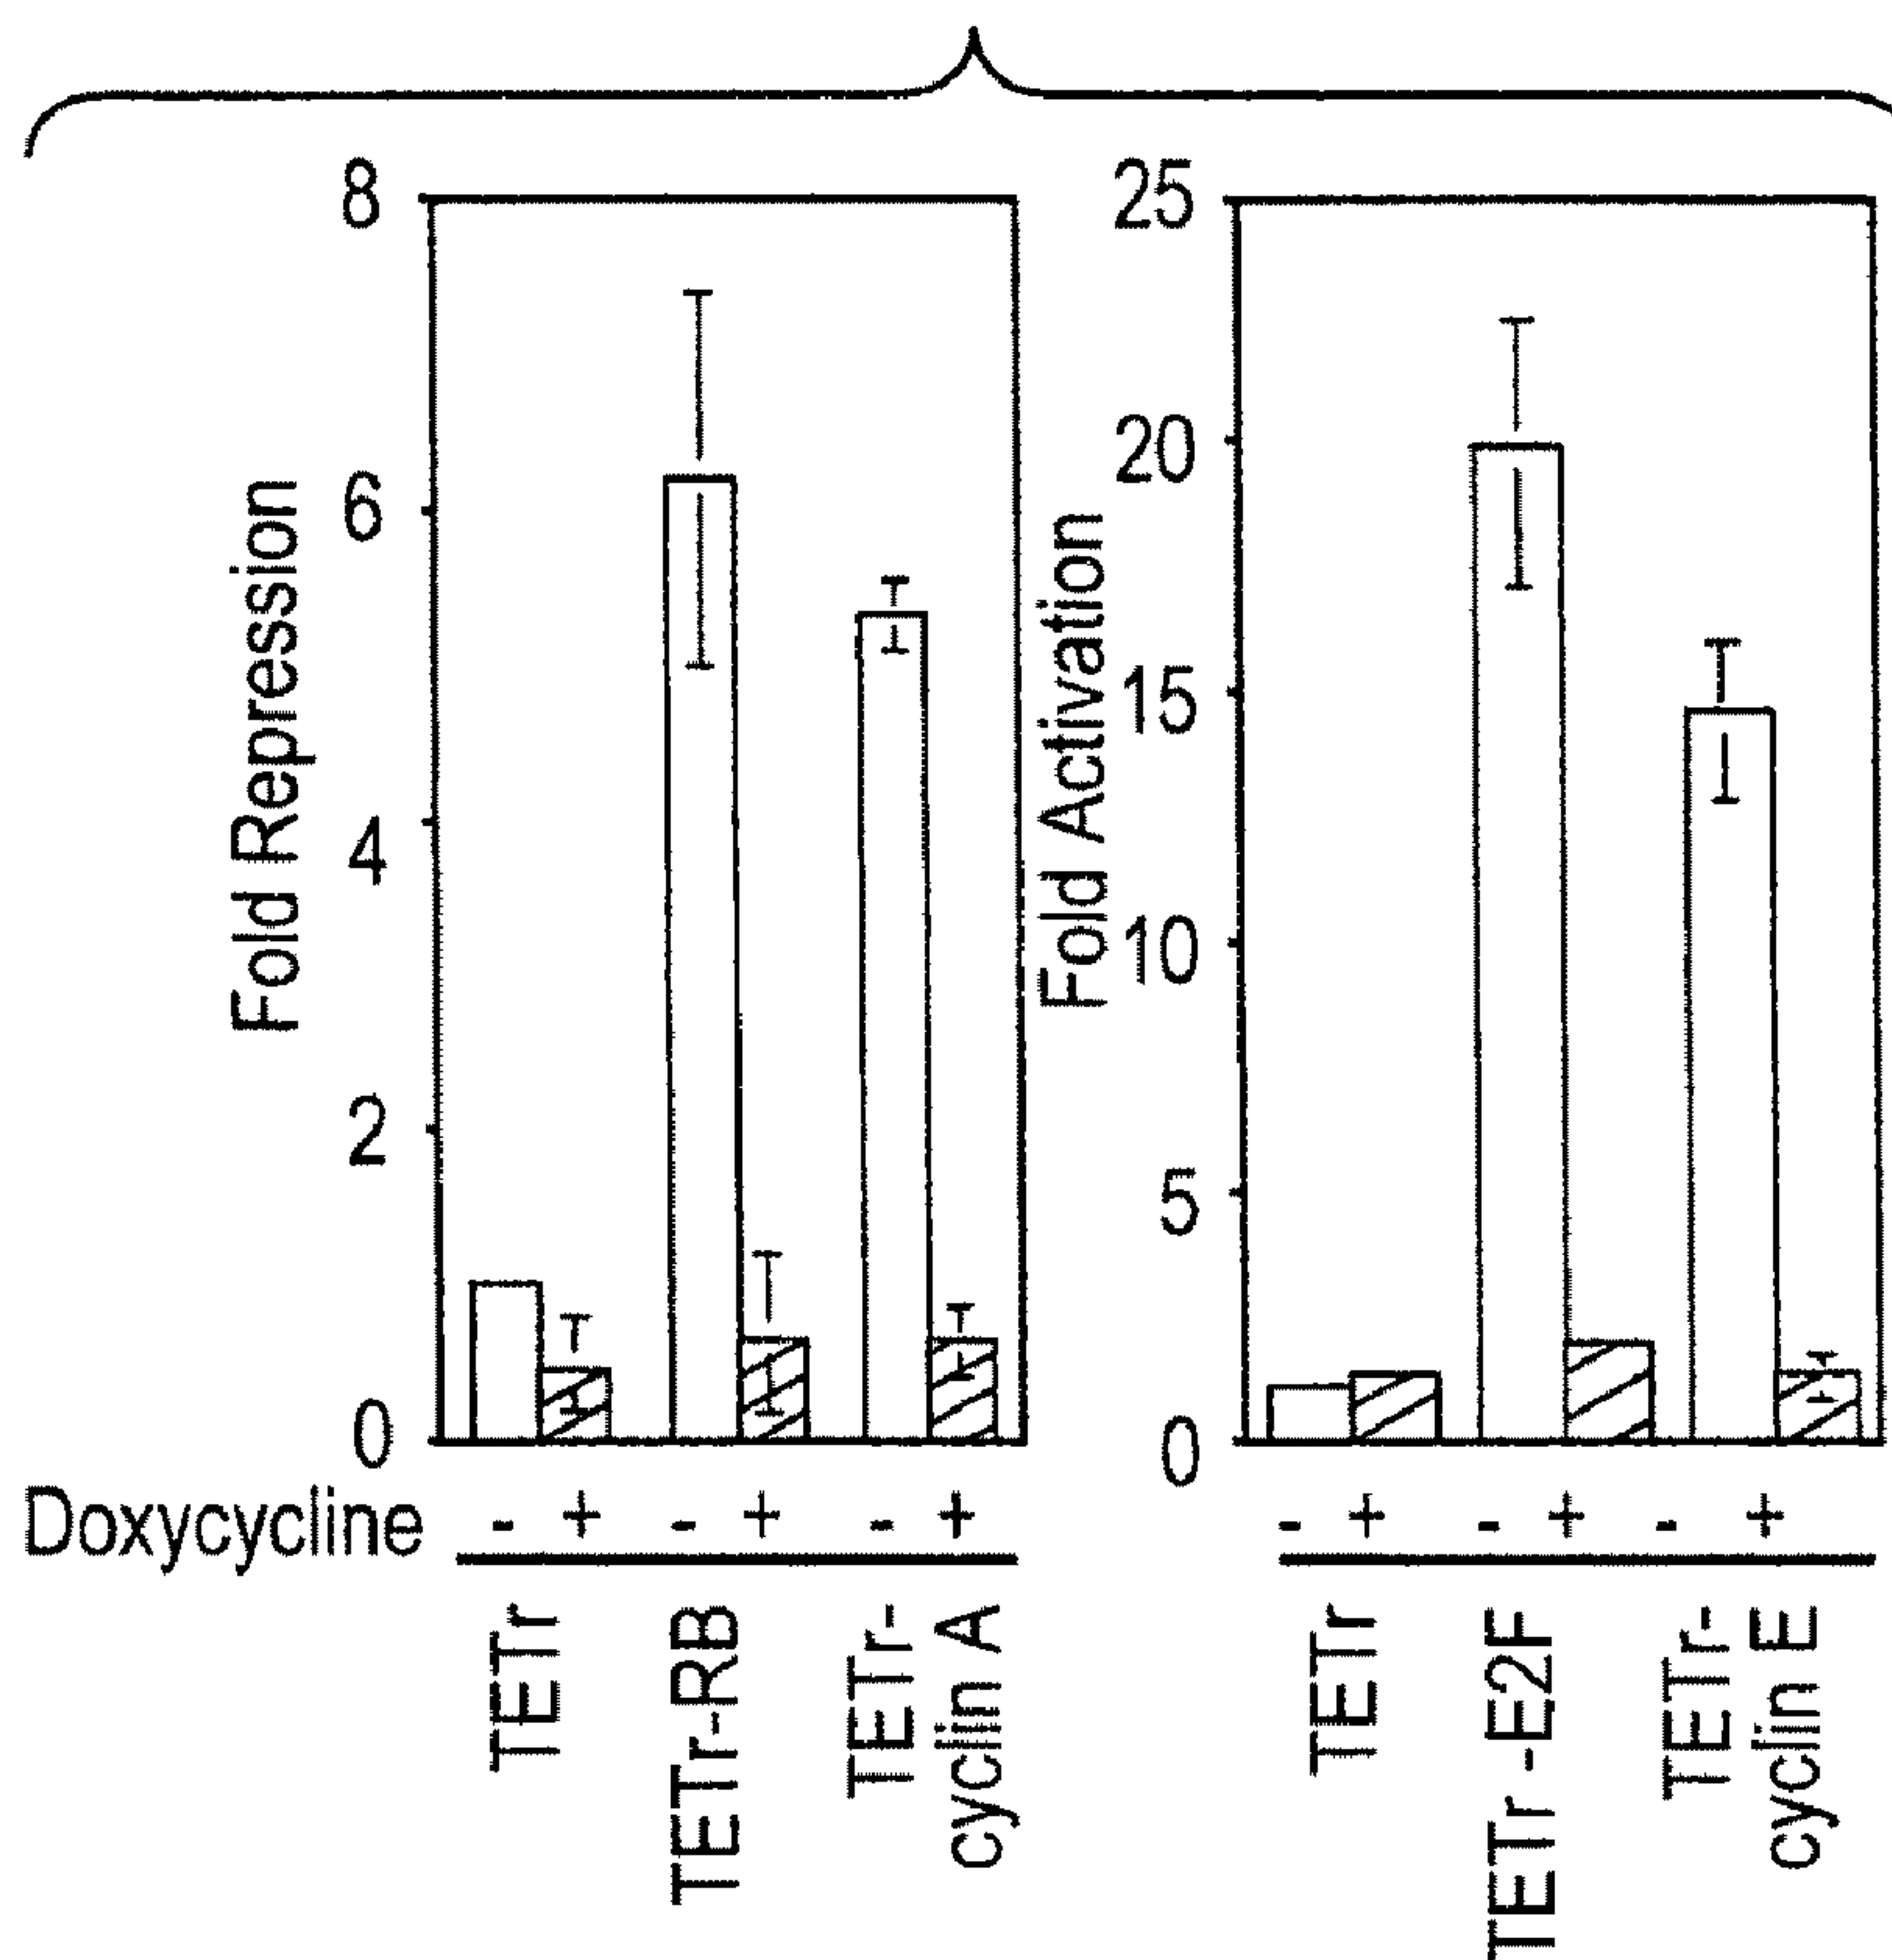 Fold Repression
8
6
4
2
0
Fold Activation
25
20
15
10
5
0
Doxycycline - + - + - + - + - + - +
TETr
TETr-RB
TETr-
cyclin A
TETr
TETr -E2F
TETr-
cyclin E